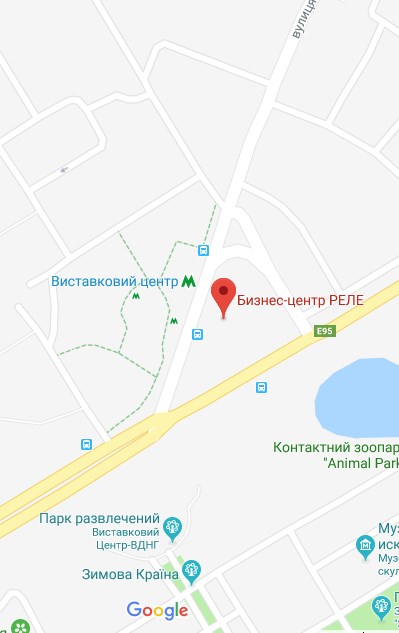 вулиця
Виставковий центр
Бизнес-центр РЕЛЕ
E95
Контактний зоопар
"Animal Park
Парк развлечений
Виставковий
Центр-ВДНГ
Му
иск
Музе
скул
Зимова Країна
Google
П
з
я